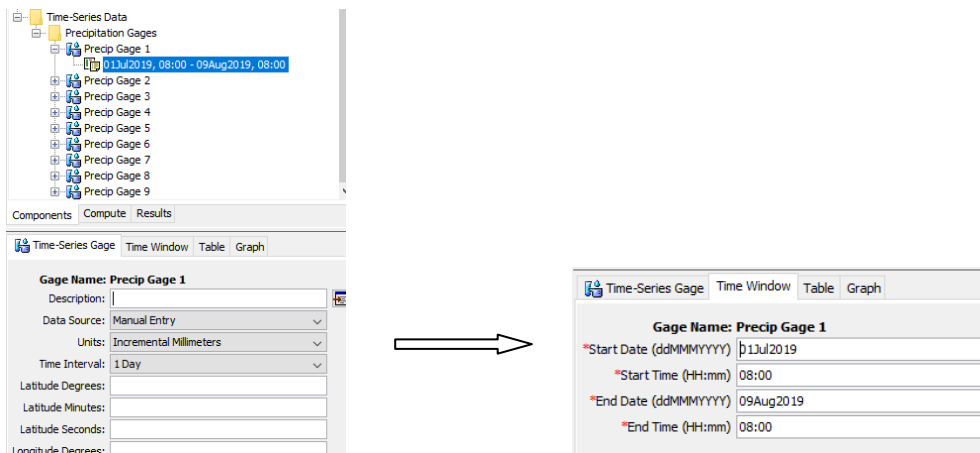 Time-Series Data
Precipitation Gages
Precip Gage 1
01Jul2019, 08:00 - 09Aug2019, 08:00
Precip Gage 2
Precip Gage 3
Precip Gage 4
Precip Gage 5
Precip Gage 6
Precip Gage 7
Precip Gage 8
Precip Gage 9
Components Compute Results
Time-Series Gage Time Window Table Graph
Gage Name: Precip Gage 1
Description:
Data Source: Manual Entry
Units: Incremental Millimeters
Time Interval: 1 Day
Latitude Degrees:
Latitude Minutes:
Latitude Seconds:
Longitude Degrees:
Time-Series Gage Time Window Table Graph
Gage Name: Precip Gage 1
*Start Date (ddMMMYYYY) 01Jul2019
*Start Time (HH:mm) 08:00
*End Date (ddMMMYYYY) 09Aug2019
*End Time (HH:mm) 08:00